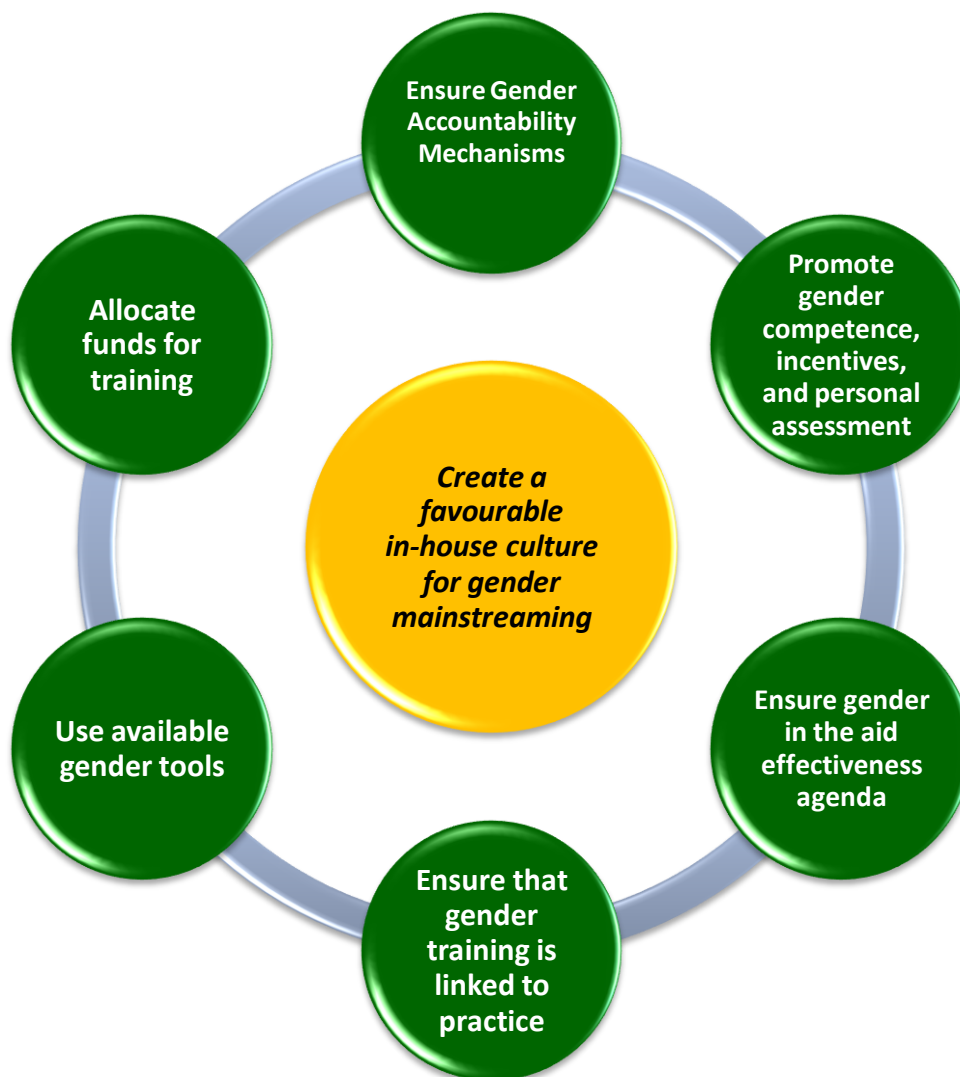 Ensure Gender
Accountability
Mechanisms
Promote
gender
competence,
incentives,
and personal
assessment
Ensure gender
in the aid
effectiveness
agenda
Ensure that
gender
training is
linked to
practice
Use available
gender tools
Allocate
funds for
training
Create a
favourable
in-house culture
for gender
mainstreaming